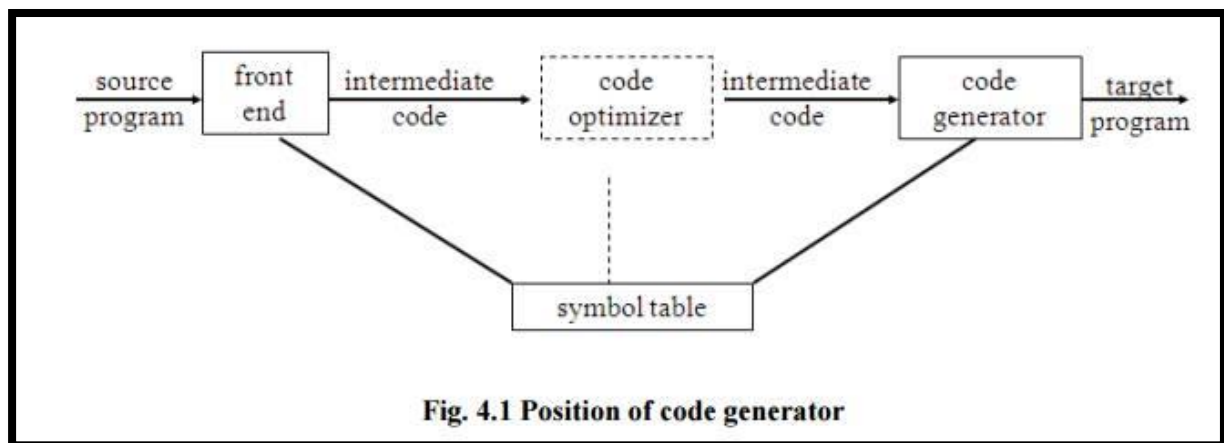 source
program
front
end
intermediate
code
code
optimizer
intermediate
code
code
generator
target
program
symbol table
Fig. 4.1 Position of code generator